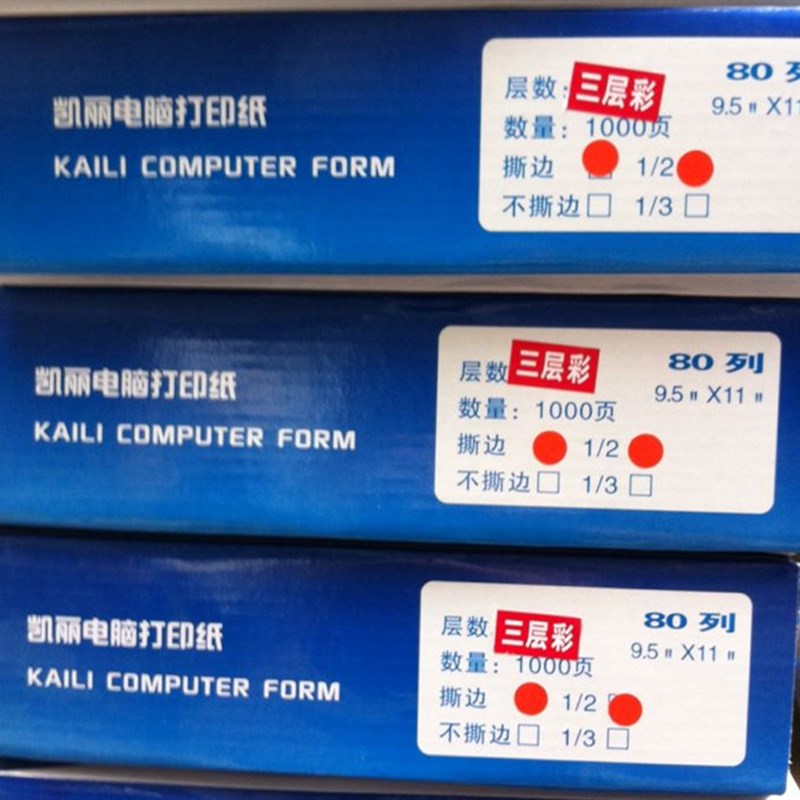 凯丽电脑打印纸
KAILI COMPUTER FORM
80 列
9.5〃X11
层数: 三层彩
数量: 1000页
撕边 1/2
不撕边 1/3
凯丽电脑打印纸
KAILI COMPUTER FORM
80 列
9.5〃X11〃
层数 三层彩
数量: 1000页
撕边 1/2
不撕边 1/3
凯丽电脑打印纸
KAILI COMPUTER FORM
80 列
9.5〃X11〃
层数 三层彩
数量: 1000页
撕边 1/2
不撕边 1/3